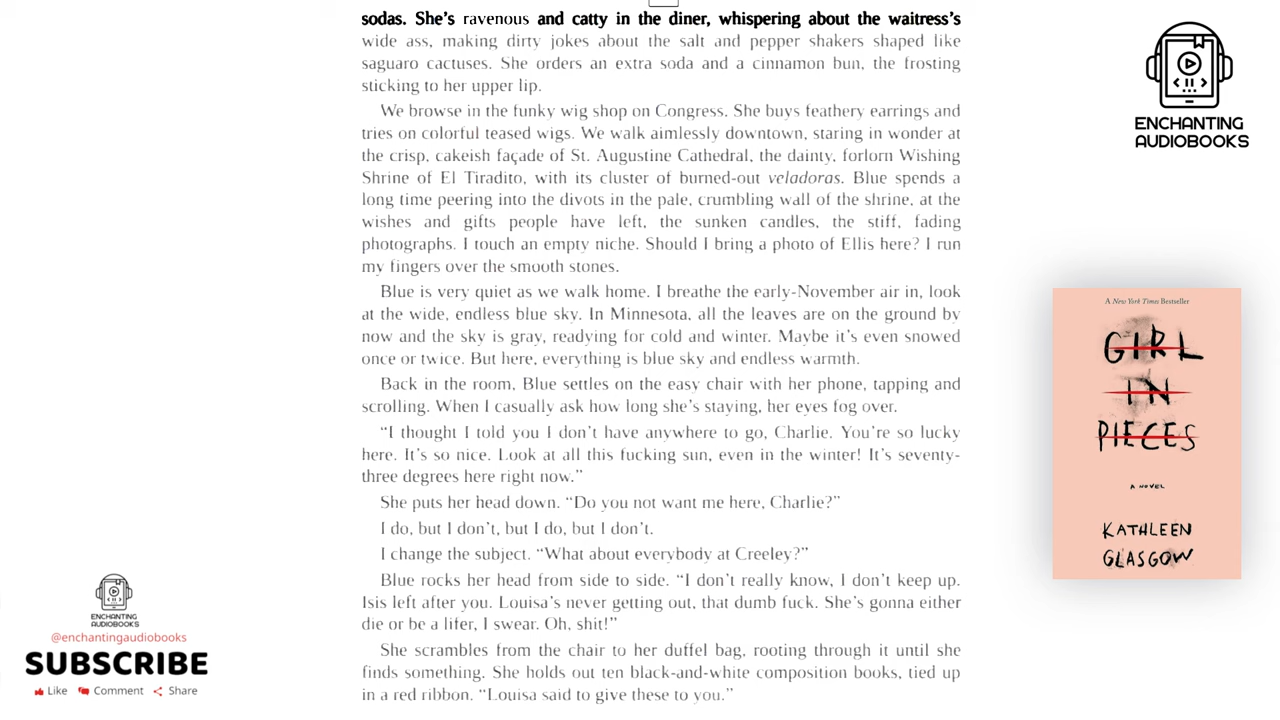 sodas. She's ravenous and catty in the diner, whispering about the waitress's
wide ass, making dirty jokes about the salt and pepper shakers shaped like
saguaro cactuses. She orders an extra soda and a cinnamon bun, the frosting
sticking to her upper lip.
We browse in the funky wig shop on Congress. She buys feathery earrings and
tries on colorful teased wigs. We walk aimlessly downtown, staring in wonder at
the crisp, cakeish façade of St. Augustine Cathedral, the dainty, forlorn Wishing
Shrine of El Tiradito, with its cluster of burned-out veladoras. Blue spends a
long time peering into the divots in the pale, crumbling wall of the shrine, at the
wishes and gifts people have left, the sunken candles, the stiff, fading
photographs. I touch an empty niche. Should I bring a photo of Ellis here? I run
my fingers over the smooth stones.
Blue is very quiet as we walk home. I breathe the early-November air in, look
at the wide, endless blue sky. In Minnesota, all the leaves are on the ground by
now and the sky is gray, readying for cold and winter. Maybe it's even snowed
once or twice. But here, everything is blue sky and endless warmth.
Back in the room, Blue settles on the easy chair with her phone, tapping and
scrolling. When I casually ask how long she's staying, her eyes fog over.
“I thought I told you I don't have anywhere to go, Charlie. You're so lucky
here. It's so nice. Look at all this fucking sun, even in the winter! It's seventy-
three degrees here right now.”
She puts her head down. “Do you not want me here, Charlie?”
I do, but I don't, but I do, but I don't.
I change the subject. “What about everybody at Creeley?”
Blue rocks her head from side to side. “I don't really know, I don't keep up.
Isis left after you. Louisa's never getting out, that dumb fuck. She's gonna either
die or be a lifer, I swear. Oh, shit!”
She scrambles from the chair to her duffel bag, rooting through it until she
finds something. She holds out ten black-and-white composition books, tied up
in a red ribbon. “Louisa said to give these to you.”
ENCHANTING
AUDIOBOOKS
A New York Times Bestseller
GIRL
IN
PIECES
A NOVEL
KATHLEEN
GLASGOW
ENCHANTING
AUDIOBOOKS
@enchantingaudiobooks
SUBSCRIBE
Like Comment Share